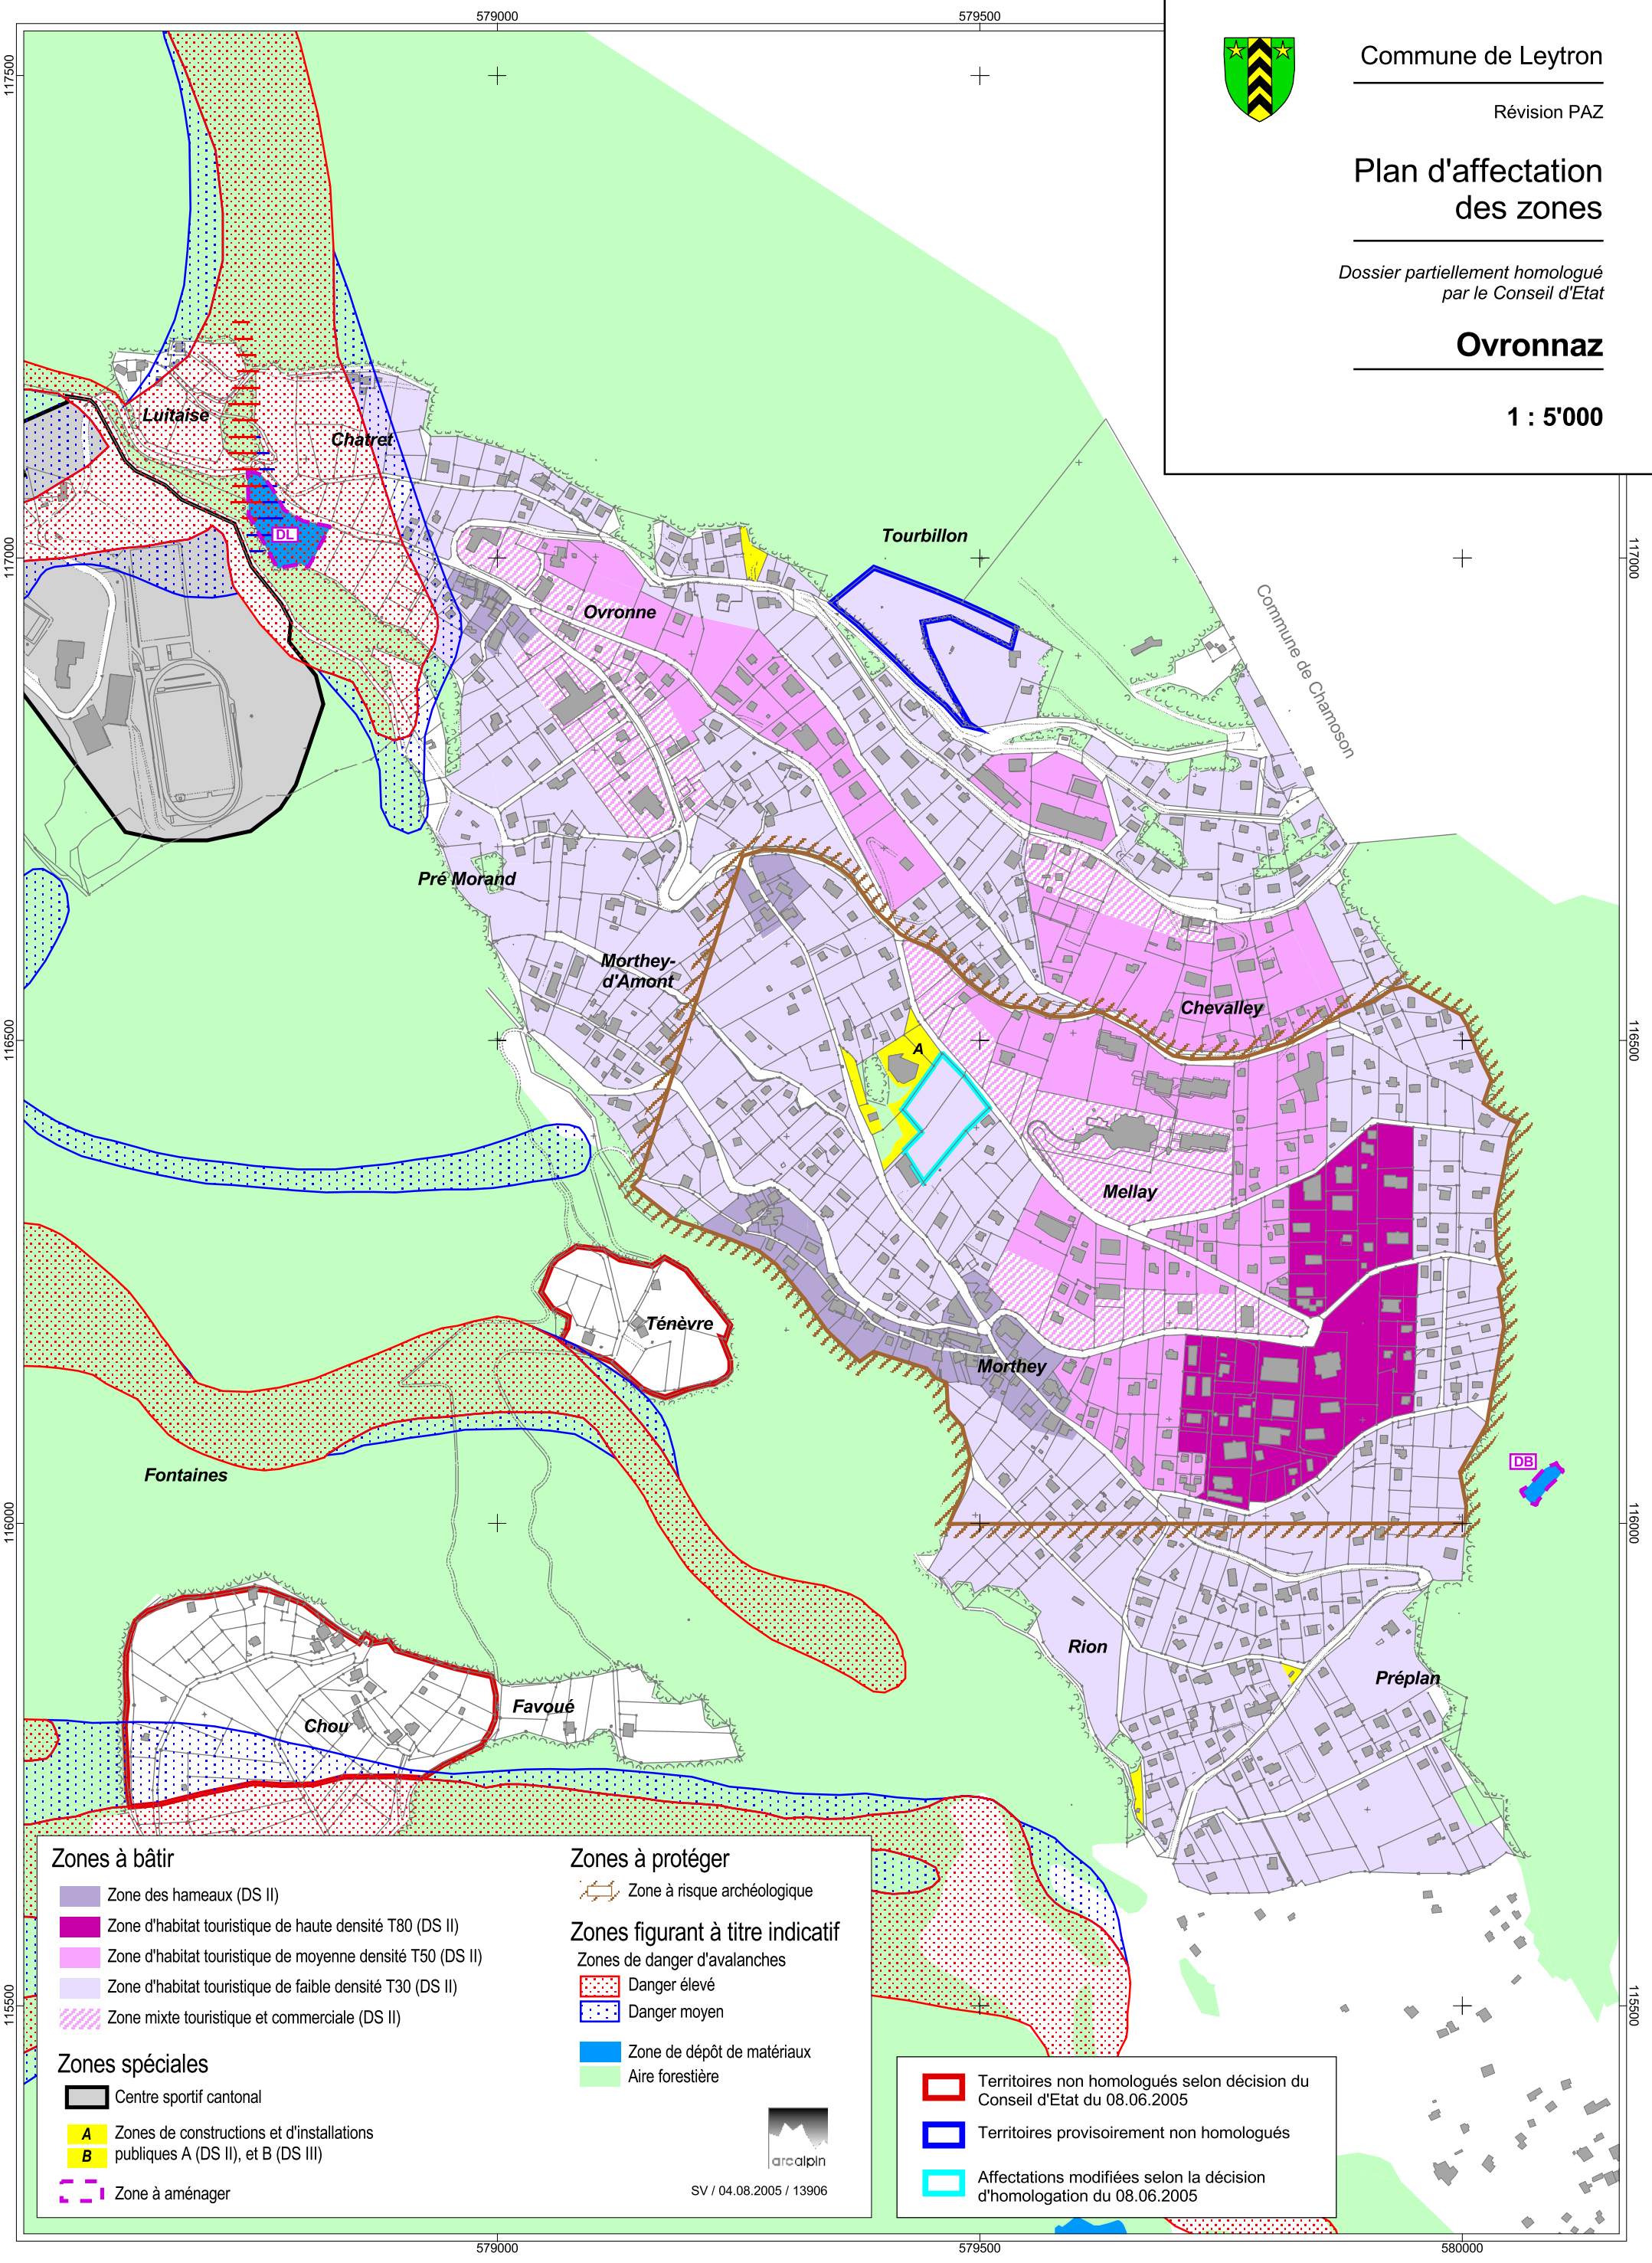 579000
579500
117500
117000
116500
116000
115500
117000
116500
116000
115500
579000
579500
580000
Commune de Leytron
Révision PAZ
Plan d'affectation
des zones
Dossier partiellement homologué
par le Conseil d'Etat
Ovronnaz
1 : 5'000
Luitaise
Chatret
DL
Tourbillon
Ovronne
Commune de Chamoson
Pré Morand
Morthey-
d'Amont
Chevalley
A
Mellay
Ténèvre
Morthey
DB
Fontaines
Rion
Préplan
Favoué
Chou
Zones à bâtir
Zone des hameaux (DS II)
Zone d'habitat touristique de haute densité T80 (DS II)
Zone d'habitat touristique de moyenne densité T50 (DS II)
Zone d'habitat touristique de faible densité T30 (DS II)
Zone mixte touristique et commerciale (DS II)
Zones spéciales
Centre sportif cantonal
A
B
Zones de constructions et d'installations
publiques A (DS II), et B (DS III)
Zone à aménager
Zones à protéger
Zone à risque archéologique
Zones figurant à titre indicatif
Zones de danger d'avalanches
Danger élevé
Danger moyen
Zone de dépôt de matériaux
Aire forestière
arcalpin
SV / 04.08.2005 / 13906
Territoires non homologués selon décision du
Conseil d'Etat du 08.06.2005
Territoires provisoirement non homologués
Affectations modifiées selon la décision
d'homologation du 08.06.2005